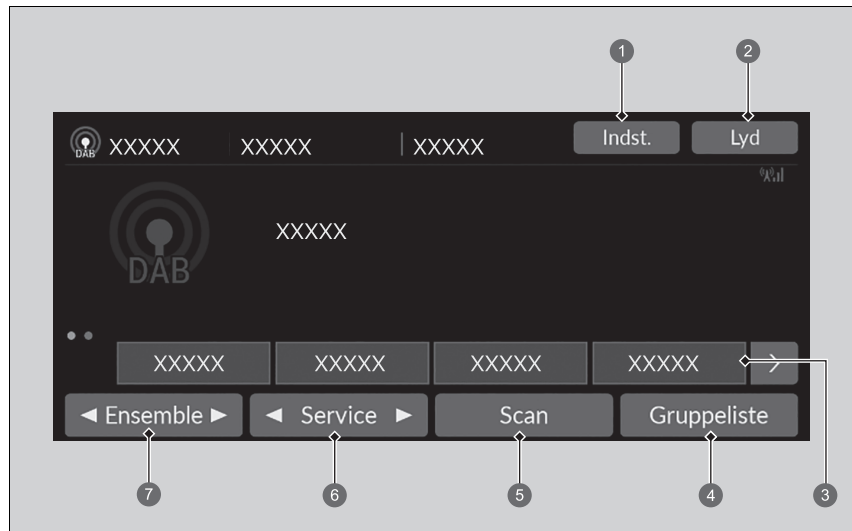 1 2
DAB XXXXX XXXXX XXXXX Indst. Lyd
DAB XXXXX
XXXXX XXXXX XXXXX XXXXX
Ensemble Service Scan Gruppeliste
7 6 5 4 3